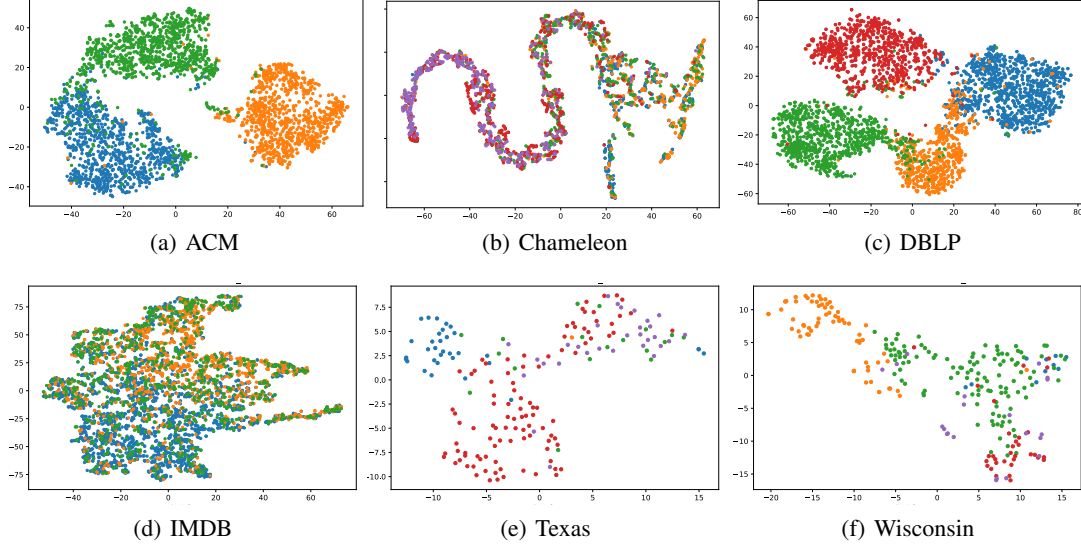 40
20
0
−20
−40
−40 −20 0 20 40 60
(a) ACM
−60 −40 −20 0 20 40 60
(b) Chameleon
60
40
20
0
−20
−40
−60
−60 −40 −20 0 20 40 60 80
(c) DBLP
75
50
25
0
−25
−50
−75
−40 −20 0 20 40 60
(d) IMDB
7.5
5.0
2.5
0.0
−2.5
−5.0
−7.5
−10.0
−10 −5 0 5 10 15
(e) Texas
10
5
0
−5
−10
−15
−20 −15 −10 −5 0 5 10 15
(f) Wisconsin